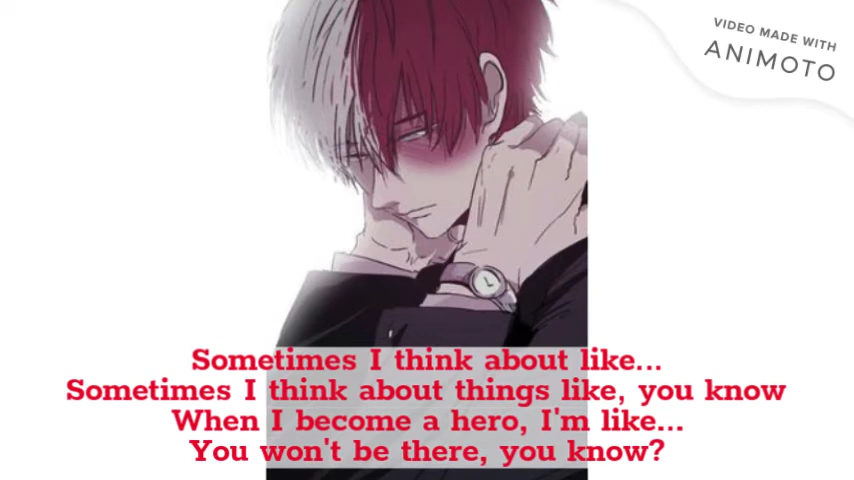 VIDEO MADE WITH
ANIMOTO
Sometimes I think about like...
Sometimes I think about things like, you know
When I become a hero, I'm like...
You won't be there, you know?